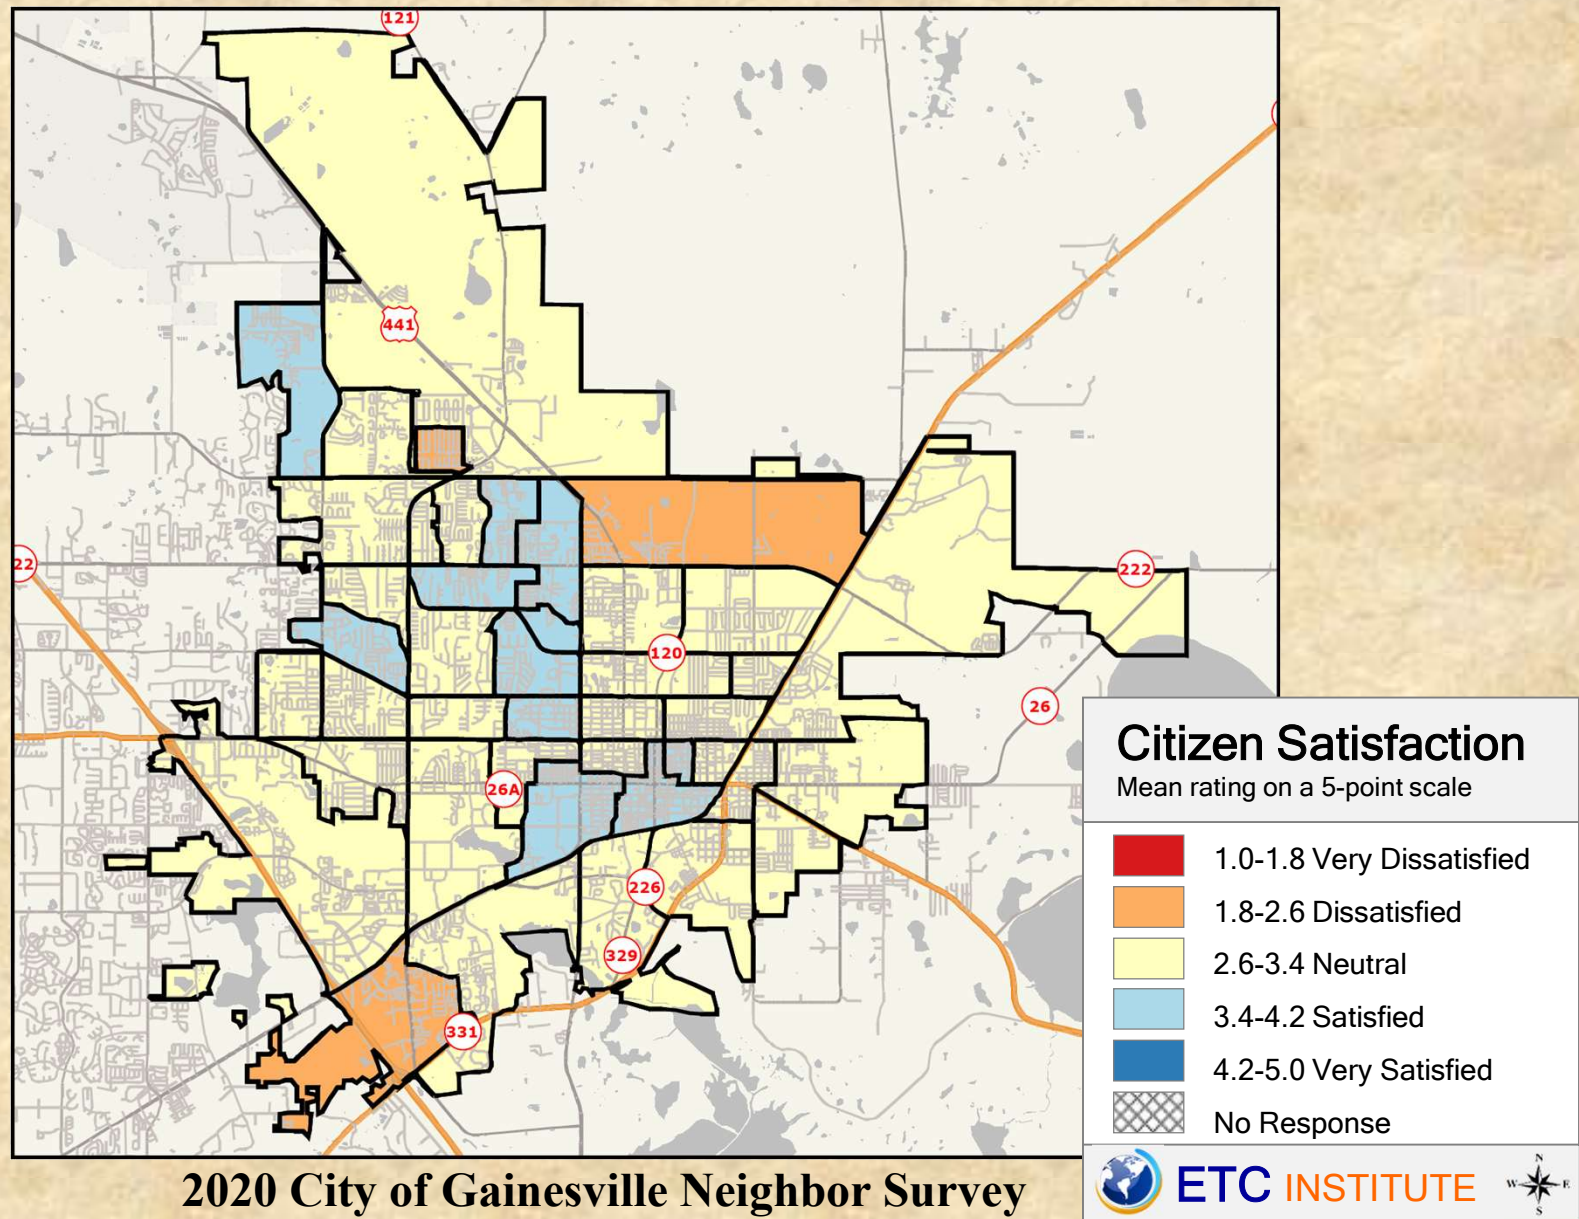 121
441
22
222
120
26
26A
226
329
331
Citizen Satisfaction
Mean rating on a 5-point scale
1.0-1.8 Very Dissatisfied
1.8-2.6 Dissatisfied
2.6-3.4 Neutral
3.4-4.2 Satisfied
4.2-5.0 Very Satisfied
No Response
2020 City of Gainesville Neighbor Survey
ETC INSTITUTE
N
W E
S